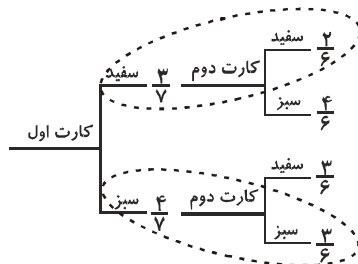 سفید ۲/۶
سفید ۳/۷ کارت دوم
سبز ۴/۶
کارت اول
سفید ۳/۶
سبز ۴/۷ کارت دوم
سبز ۳/۶